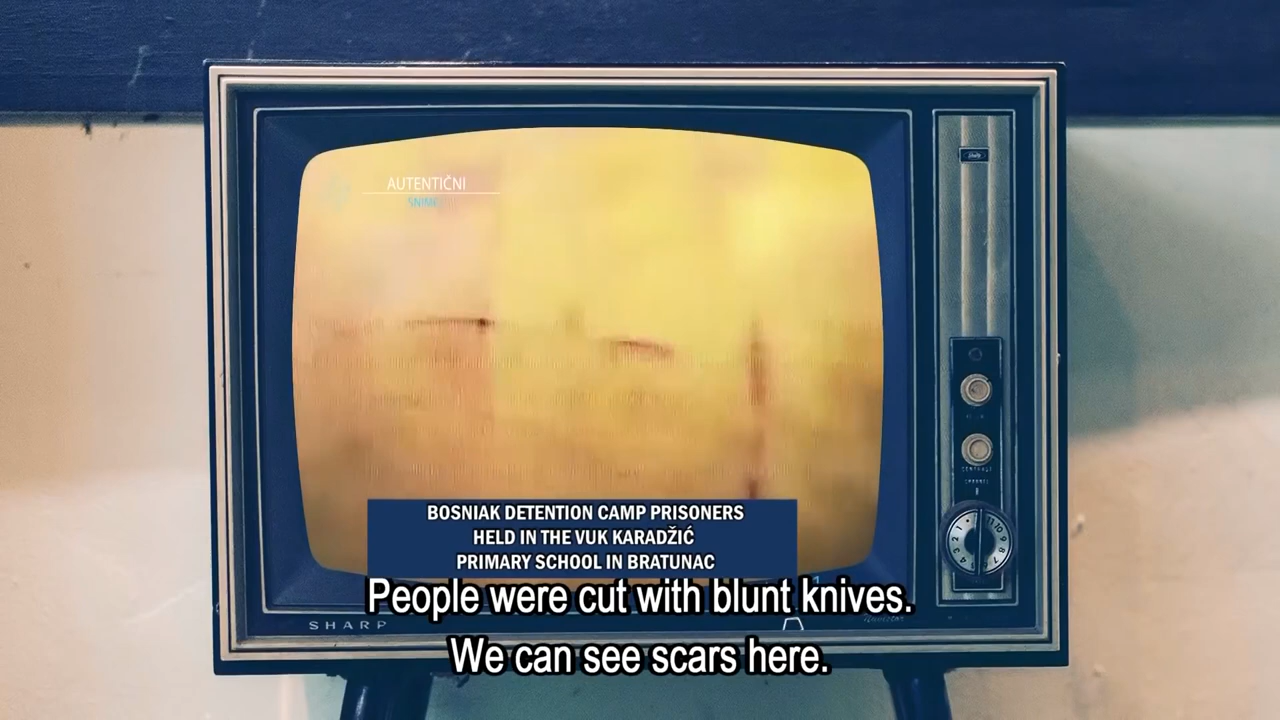 AUTENTIČNI
SNIMC
BOSNIAK DETENTION CAMP PRISONERS
HELD IN THE VUK KARADŽIĆ
PRIMARY SCHOOL IN BRATUNAC
People were cut with blunt knives.
SHARP
We can see scars here.